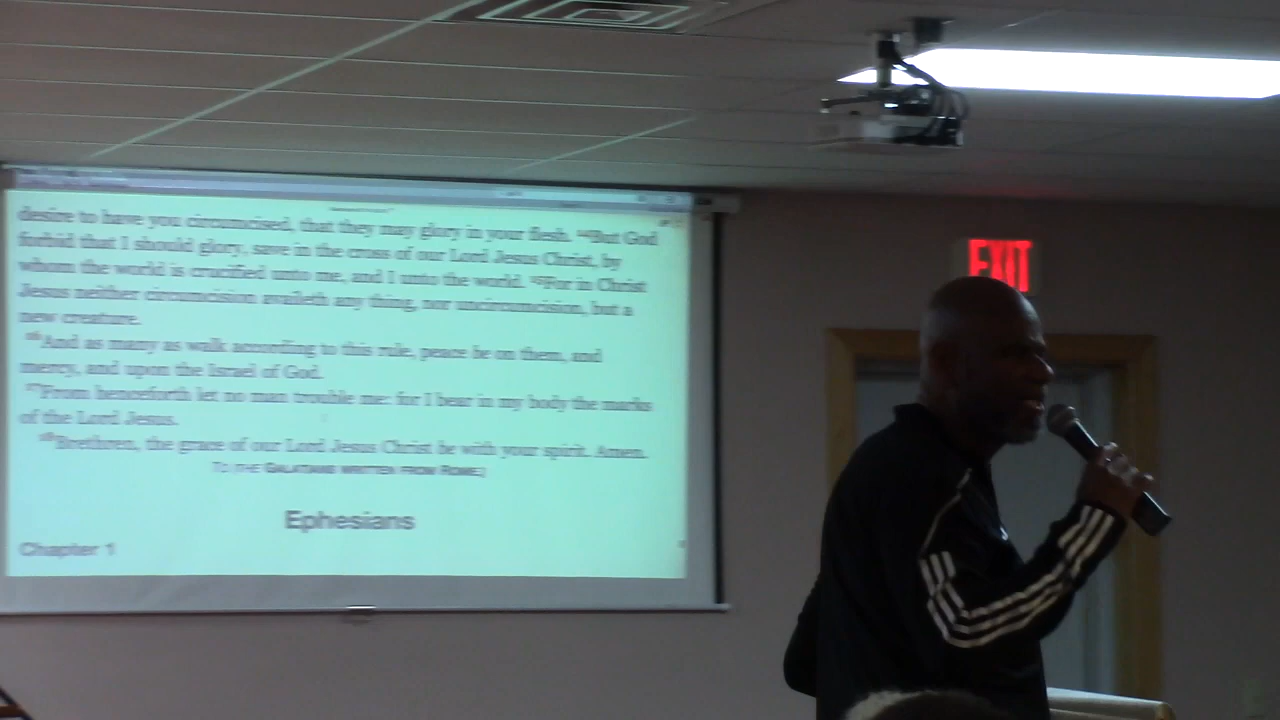 desire to have you circumcised, that they may glory in your flesh. ¹⁴But God
forbid that I should glory, save in the cross of our Lord Jesus Christ, by
whom the world is crucified unto me, and I unto the world. ¹⁵For in Christ
Jesus neither circumcision availeth any thing, nor uncircumcision, but a
new creature.
¹⁶And as many as walk according to this rule, peace be on them, and
mercy, and upon the Israel of God.
¹⁷From henceforth let no man trouble me: for I bear in my body the marks
of the Lord Jesus.
¹⁸Brethren, the grace of our Lord Jesus Christ be with your spirit. Amen.
TO THE GALATIANS WRITTEN FROM ROME.
Ephesians
Chapter 1
EXIT